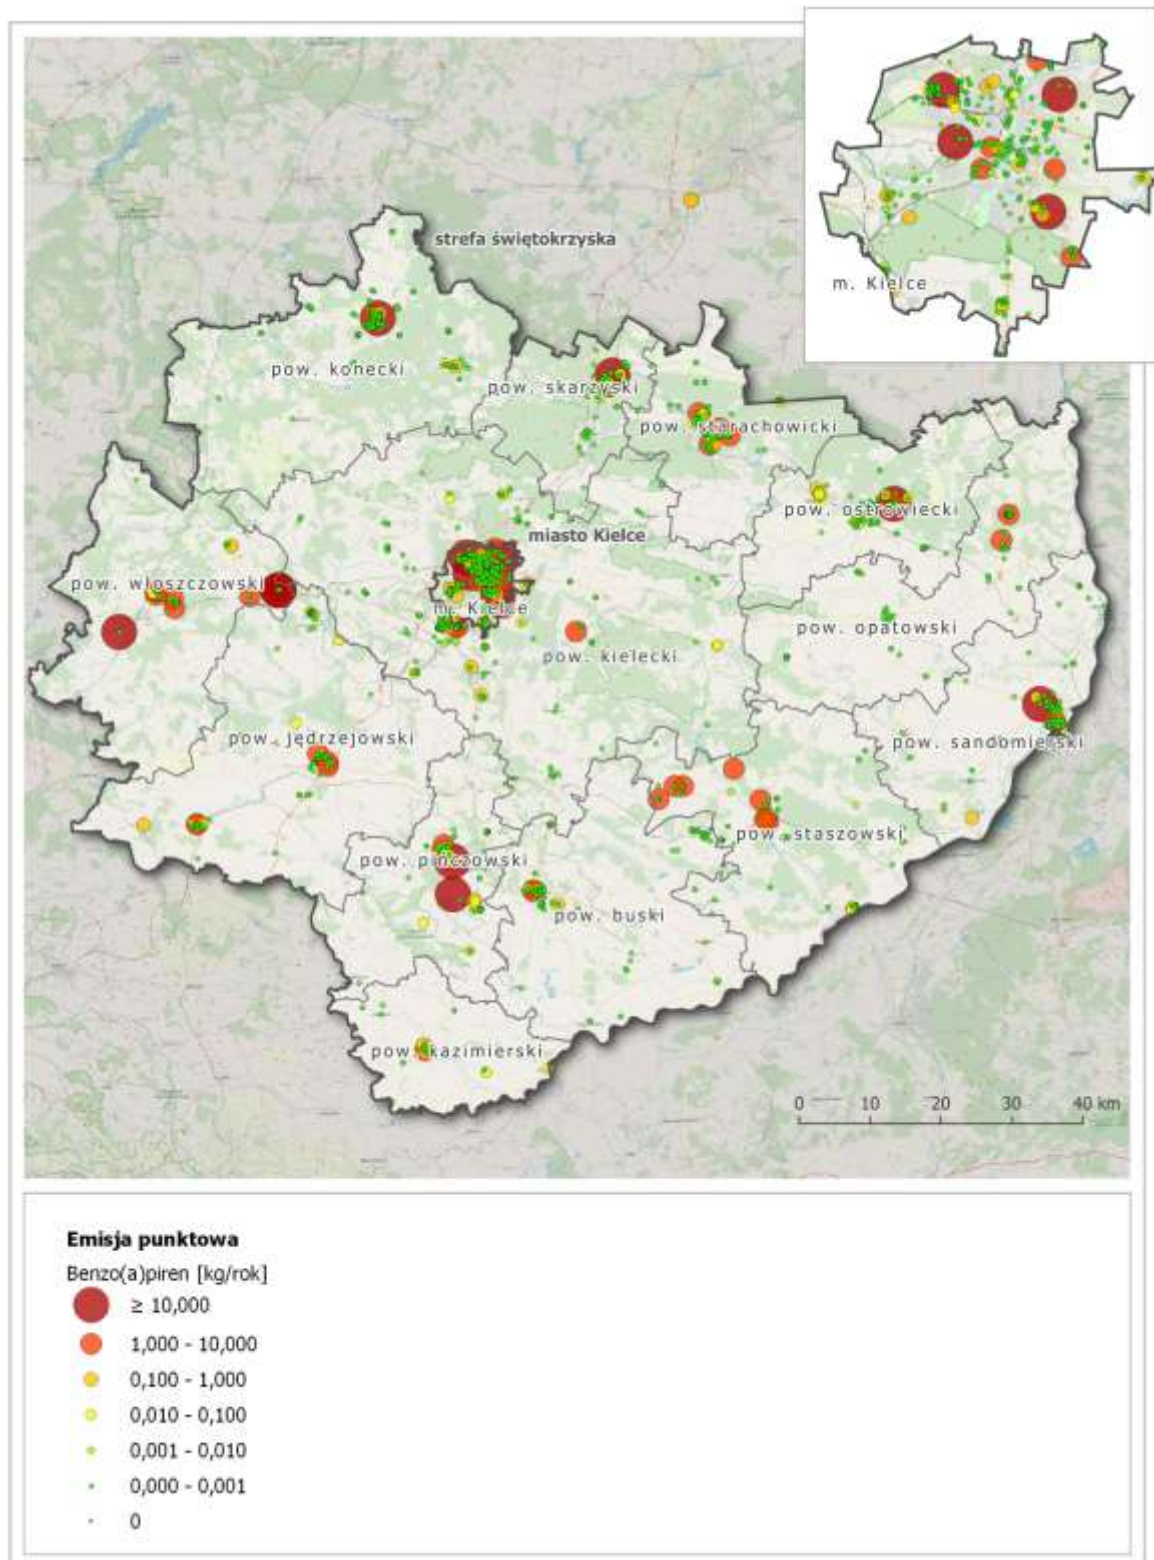 strefa świętokrzyska
m. Kielce
pow. konecki
pow. skarżyski
pow. starachowicki
pow. ostrowiecki
miasto Kielce
pow. włoszczowski
m. Kielce
pow. opatowski
pow. kielecki
pow. jędrzejowski
pow. sandomierski
pow. staszowski
pow. pińczowski
pow. buski
pow. kazimierski
0 10 20 30 40 km
Emisja punktowa
Benzo(a)piren [kg/rok]
≥ 10,000
1,000 - 10,000
0,100 - 1,000
0,010 - 0,100
0,001 - 0,010
0,000 - 0,001
0